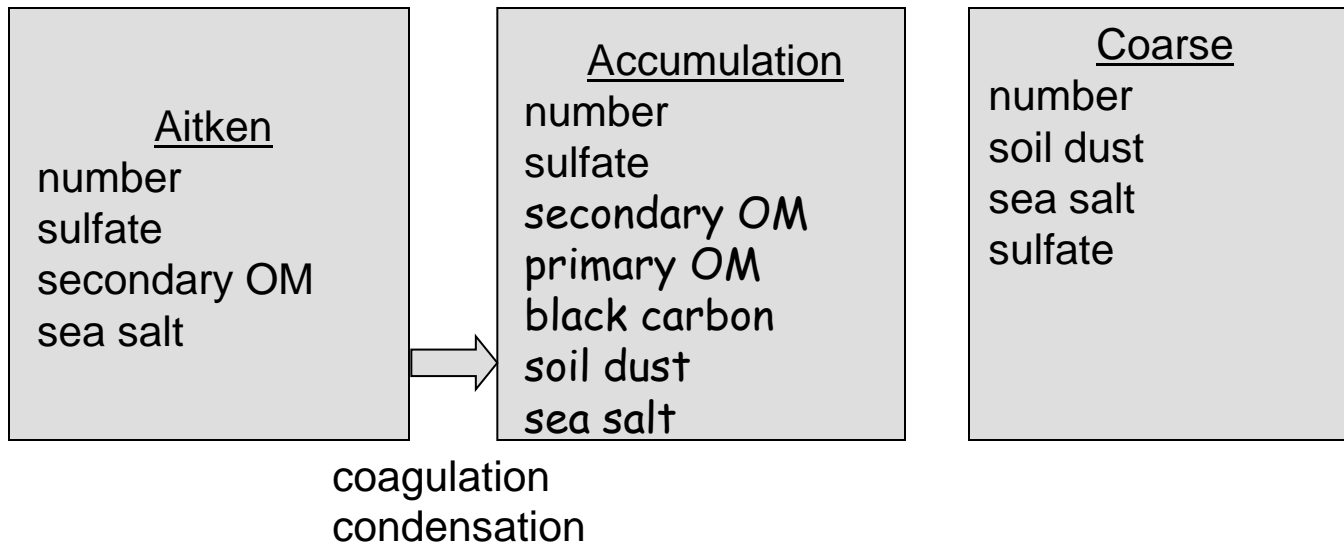 Aitken
number
sulfate
secondary OM
sea salt
Accumulation
number
sulfate
secondary OM
primary OM
black carbon
soil dust
sea salt
Coarse
number
soil dust
sea salt
sulfate
coagulation
condensation